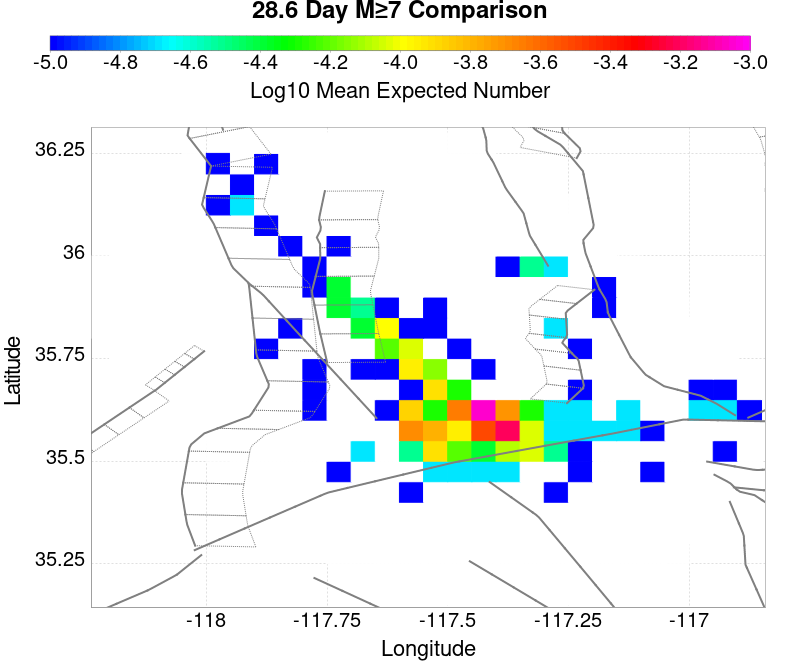 28.6 Day M≥7 Comparison
-5.0 -4.8 -4.6 -4.4 -4.2 -4.0 -3.8 -3.6 -3.4 -3.2 -3.0
Log10 Mean Expected Number
36.25
36
35.75
35.5
35.25
Latitude
-118 -117.75 -117.5 -117.25 -117
Longitude